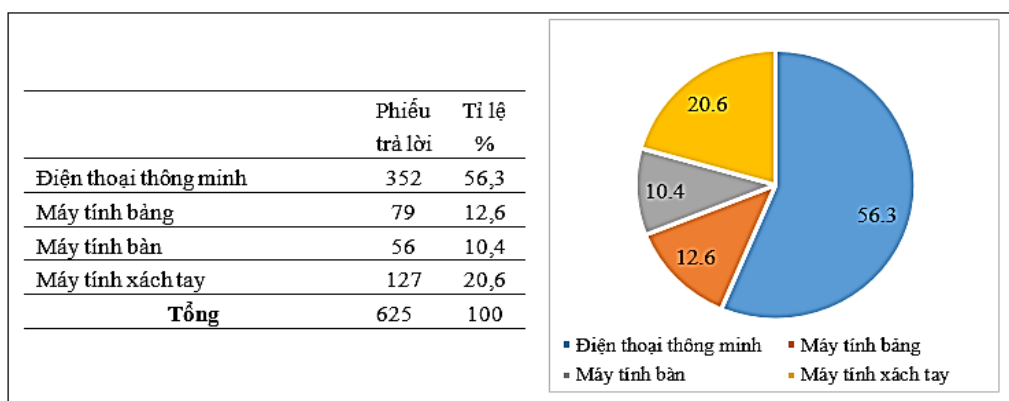 Phiếu trả lời Tỉ lệ %
Điện thoại thông minh 352 56,3
Máy tính bảng 79 12,6
Máy tính bàn 56 10,4
Máy tính xách tay 127 20,6
Tổng 625 100
20.6
10.4
12.6
56.3
Điện thoại thông minh Máy tính bảng
Máy tính bàn Máy tính xách tay